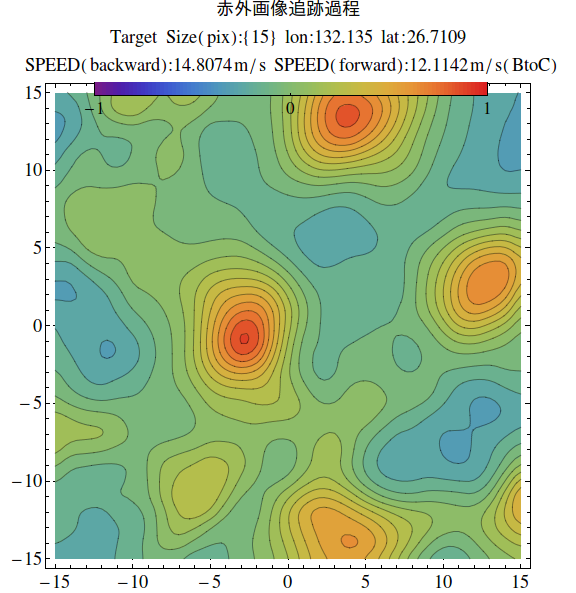 赤外画像追跡過程
Target Size(pix):{15} lon:132.135 lat:26.7109
SPEED(backward):14.8074m/s SPEED(forward):12.1142m/s(BtoC)
-1 0 1
15
10
5
0
-5
-10
-15
-15 -10 -5 0 5 10 15